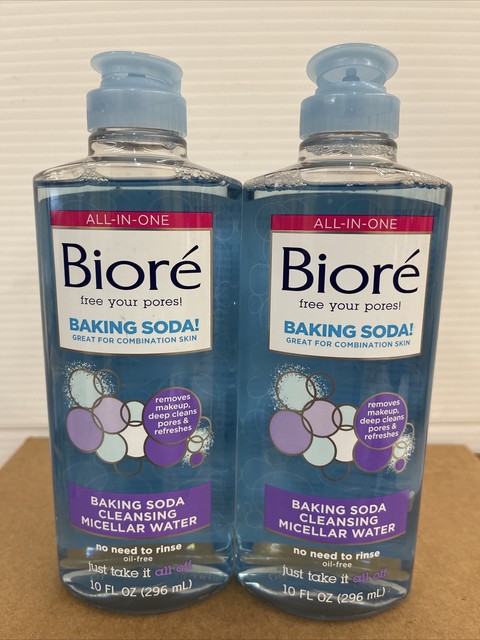 ALL-IN-ONE
Bioré
free your pores!
BAKING SODA!
GREAT FOR COMBINATION SKIN
removes
makeup,
deep cleans
pores &
refreshes
BAKING SODA
CLEANSING
MICELLAR WATER
no need to rinse
oil-free
just take it all off
10 FL OZ (296 mL)
ALL-IN-ONE
Bioré
free your pores!
BAKING SODA!
GREAT FOR COMBINATION SKIN
removes
makeup,
deep cleans
pores &
refreshes
BAKING SODA
CLEANSING
MICELLAR WATER
no need to rinse
oil-free
just take it all off
10 FL OZ (296 mL)